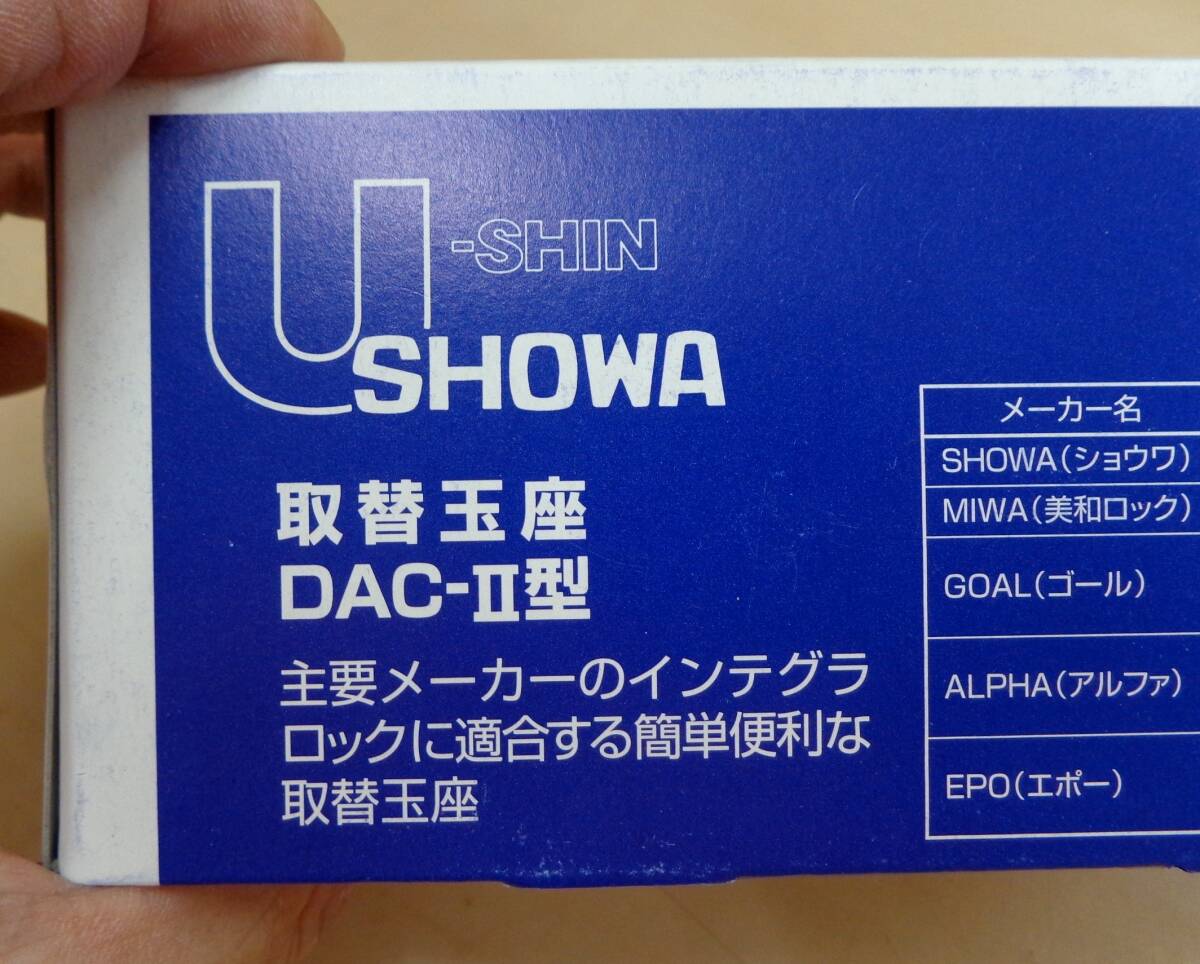 U-SHIN
SHOWA
取替玉座
DAC-Ⅱ型
主要メーカーのインテグラ
ロックに適合する簡単便利な
取替玉座
メーカー名
SHOWA(ショウワ)
MIWA(美和ロック)
GOAL(ゴール)
ALPHA(アルファ)
EPO(エポー)